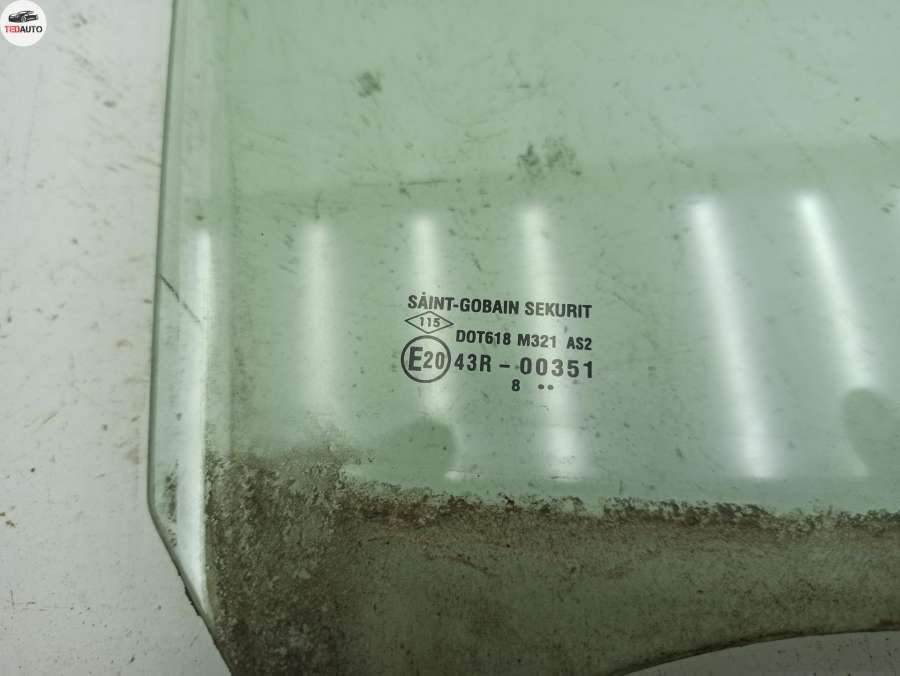 TEDAUTO
SAINT-GOBAIN SEKURIT
115
DOT618 M321 AS2
E20 43R - 00351
8 ••